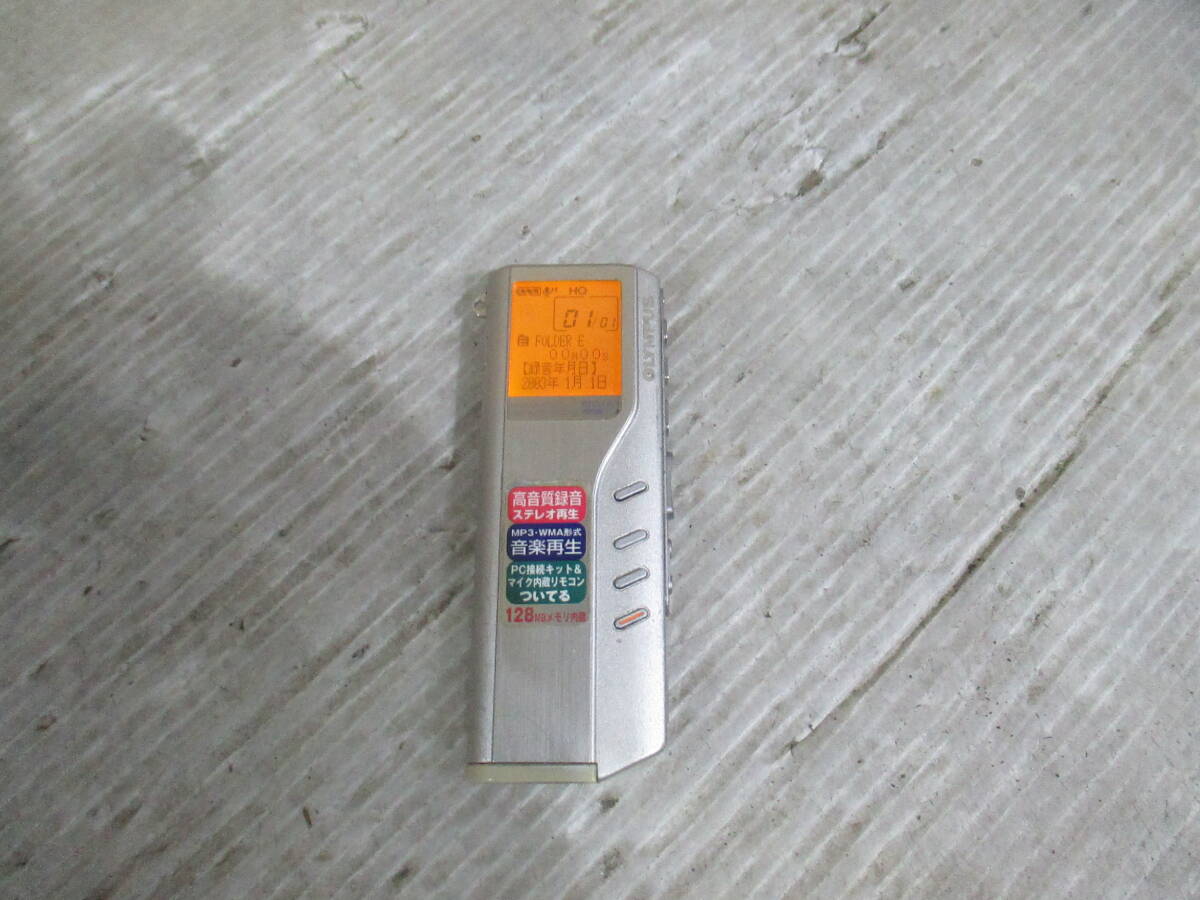 HQ
01/01
FOLDER E
00M00S
【録音年月日】
2003年 1月 1日
OLYMPUS
高音質録音
ステレオ再生
MP3・WMA形式
音楽再生
PC接続キット&
マイク内蔵リモコン
ついてる
128MBメモリ内蔵